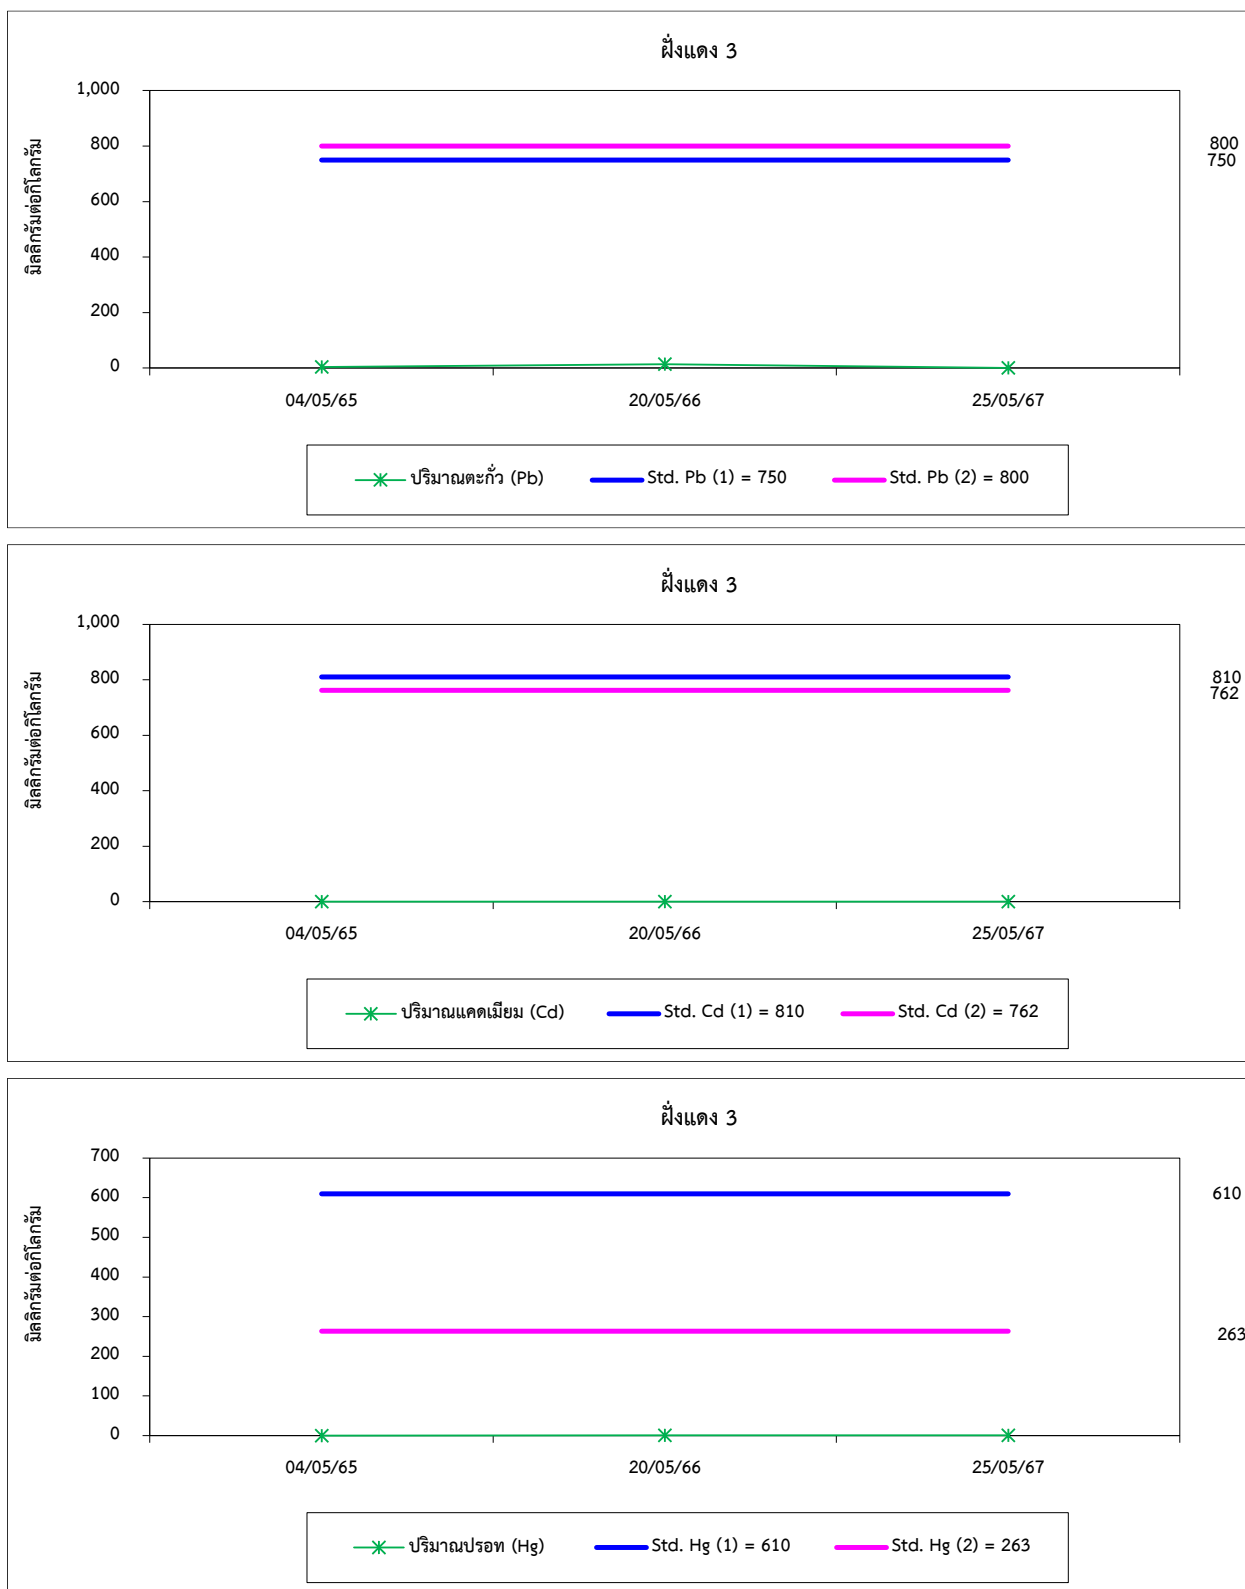 ฝั่งแดง 3
มิลลิกรัมต่อกิโลกรัม
1,000
800
600
400
200
0
800
750
04/05/65 20/05/66 25/05/67
ปริมาณตะกั่ว (Pb) Std. Pb (1) = 750 Std. Pb (2) = 800
ฝั่งแดง 3
มิลลิกรัมต่อกิโลกรัม
1,000
800
600
400
200
0
810
762
04/05/65 20/05/66 25/05/67
ปริมาณแคดเมียม (Cd) Std. Cd (1) = 810 Std. Cd (2) = 762
ฝั่งแดง 3
มิลลิกรัมต่อกิโลกรัม
700
600
500
400
300
200
100
0
610
263
04/05/65 20/05/66 25/05/67
ปริมาณปรอท (Hg) Std. Hg (1) = 610 Std. Hg (2) = 263